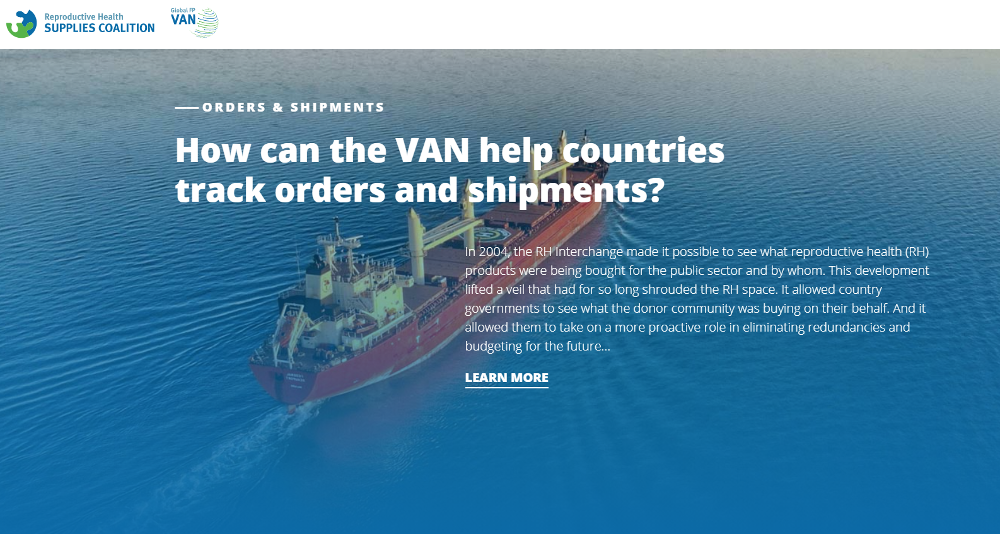 Reproductive Health
SUPPLIES COALITION
Global FP
VAN
ORDERS & SHIPMENTS
How can the VAN help countries
track orders and shipments?
In 2004, the RH Interchange made it possible to see what reproductive health (RH)
products were being bought for the public sector and by whom. This development
lifted a veil that had for so long shrouded the RH space. It allowed country
governments to see what the donor community was buying on their behalf. And it
allowed them to take on a more proactive role in eliminating redundancies and
budgeting for the future...
LEARN MORE